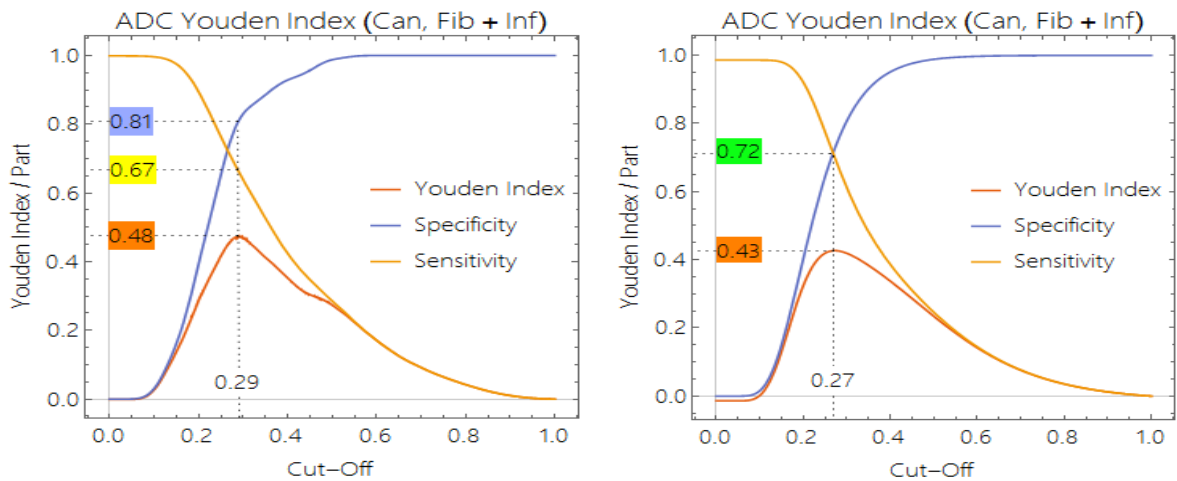 ADC Youden Index (Can, Fib + Inf)
1.0
0.8
0.6
0.4
0.2
0.0
0.81
0.67
0.48
0.29
Youden Index
Specificity
Sensitivity
0.0 0.2 0.4 0.6 0.8 1.0
Cut-Off
Youden Index / Part
ADC Youden Index (Can, Fib + Inf)
1.0
0.8
0.6
0.4
0.2
0.0
0.72
0.43
0.27
Youden Index
Specificity
Sensitivity
0.0 0.2 0.4 0.6 0.8 1.0
Cut-Off
Youden Index / Part